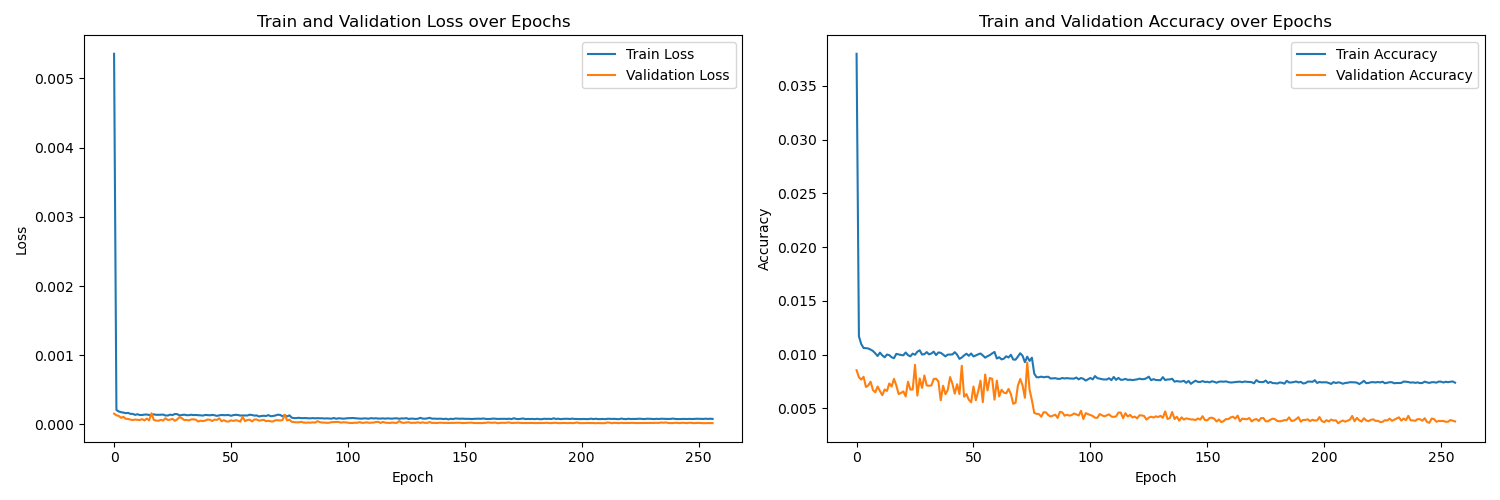 Train and Validation Loss over Epochs
Train Loss
Validation Loss
0.005
0.004
0.003
0.002
0.001
0.000
Loss
0
50
100
150
200
250
Epoch
Train and Validation Accuracy over Epochs
Train Accuracy
Validation Accuracy
0.035
0.030
0.025
0.020
0.015
0.010
0.005
Accuracy
0
50
100
150
200
250
Epoch